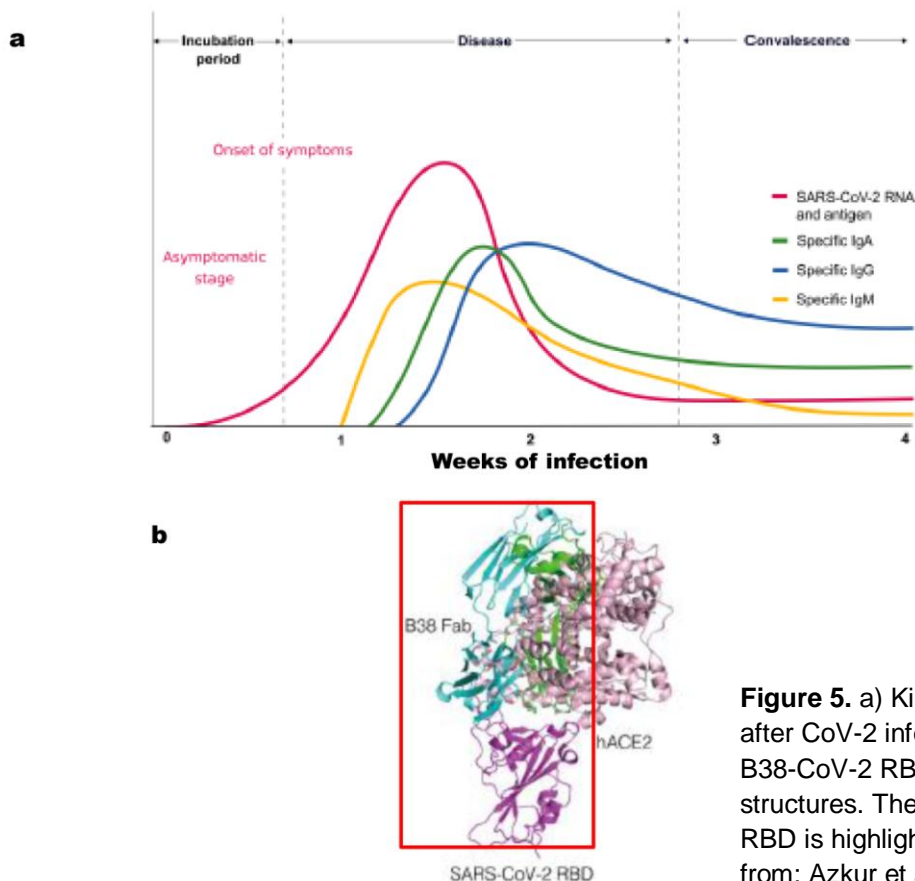 a
Incubation
period
Disease
Convalescence
Onset of symptoms
Asymptomatic
stage
SARS-CoV-2 RNA
and antigen
Specific IgA
Specific IgG
Specific IgM
0 1 2 3 4
Weeks of infection
b
B38 Fab
hACE2
SARS-CoV-2 RBD
Figure 5. a) Ki
after CoV-2 info
B38-CoV-2 RB
structures. The
RBD is highligh
from: Azkur et